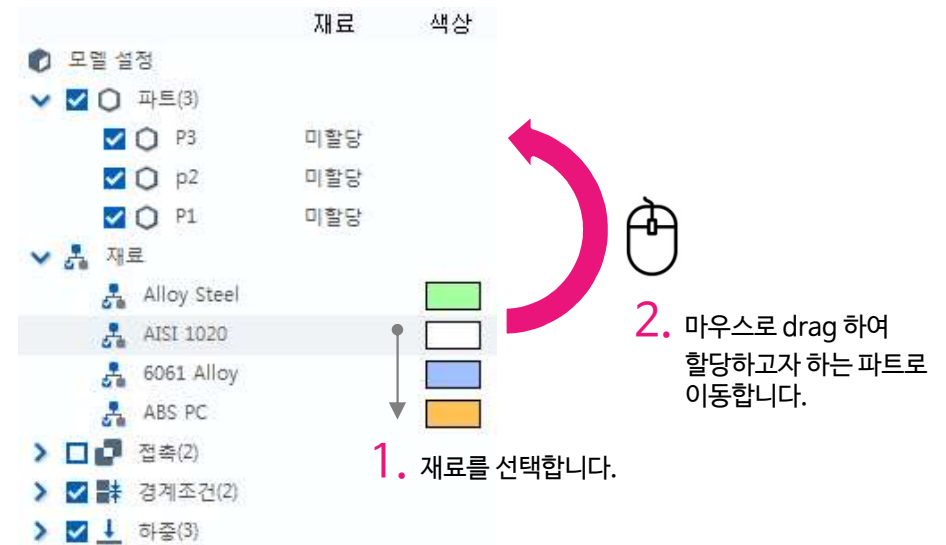 재료 색상
모델 설정
파트(3)
P3 미할당
p2 미할당
P1 미할당
재료
Alloy Steel
AISI 1020
6061 Alloy
ABS PC
접촉(2)
경계조건(2)
하중(3)
1. 재료를 선택합니다.
2. 마우스로 drag 하여
할당하고자 하는 파트로
이동합니다.